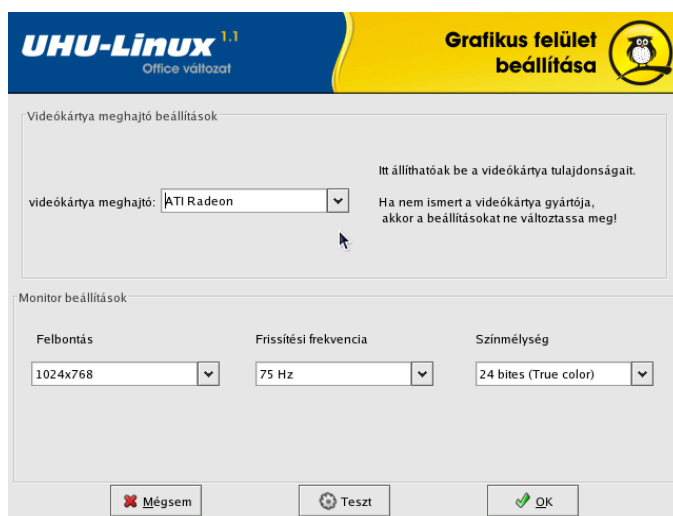 UHU-Linux 1.1
Office változat
Grafikus felület
beállítása
Videókártya meghajtó beállítások
Itt állíthatóak be a videókártya tulajdonságait.
videókártya meghajtó: ATI Radeon
Ha nem ismert a videókártya gyártója,
akkor a beállításokat ne változtassa meg!
Monitor beállítások
Felbontás Frissítési frekvencia Színmélység
1024x768 75 Hz 24 bites (True color)
Mégsem Teszt OK